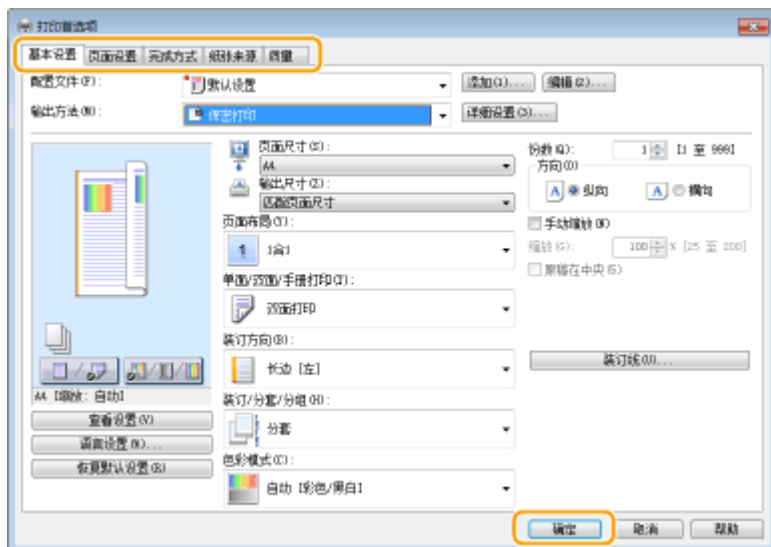 打印首选项
基本设置 页面设置 完成方式 纸张来源 质量
配置文件(F): 默认设置 添加(1)... 编辑(2)...
输出方法(M): 保密打印 详细设置(3)...
页面尺寸(S): 份数(Q): 1 [1 至 999]
A4 方向(O)
输出尺寸(Z): A 纵向 A 横向
匹配页面尺寸
页面布局(Y): 手动缩放(W)
1 1合1 缩放(G): 100 % [25 至 200]
单面/双面/手册打印(T): 原稿在中央(5)
双面打印
装订方向(B):
长边 [左] 装订线(U)...
A4 [缩放: 自动] 装订/分套/分组(H):
查看设置(V) 分套
语言设置(N)...
恢复默认设置(R) 色彩模式(C):
自动 [彩色/黑白]
确定 取消 帮助